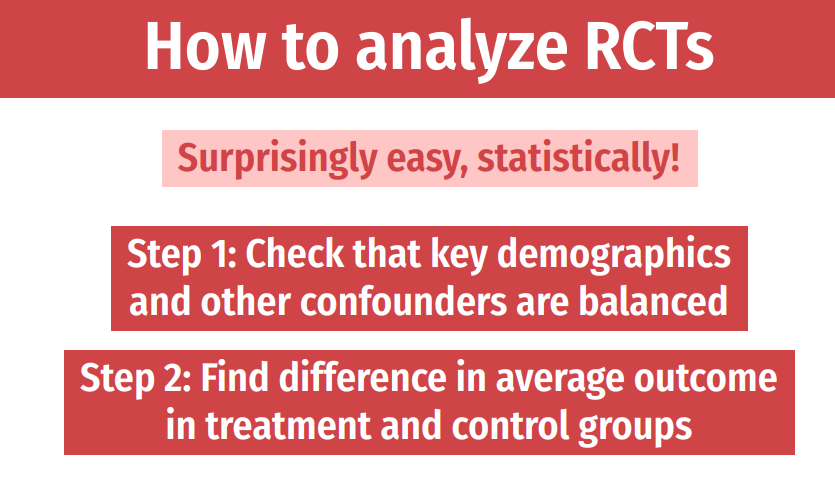 How to analyze RCTs
Surprisingly easy, statistically!
Step 1: Check that key demographics
and other confounders are balanced
Step 2: Find difference in average outcome
in treatment and control groups